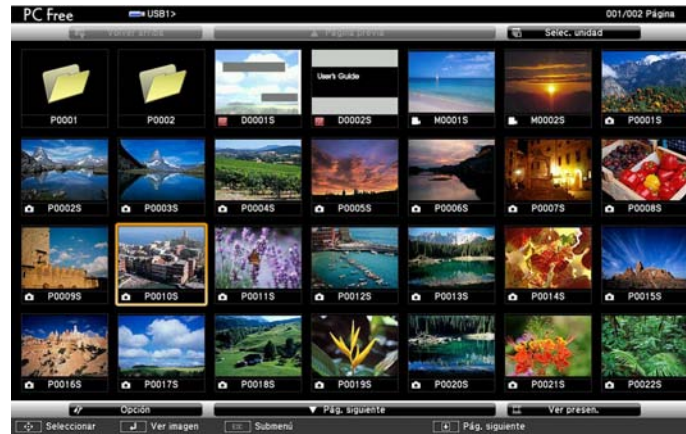 PC Free USB1> 001/002 Página
Volver arriba Página previa Selec. unidad
User's Guide
P0001 P0002 D0001S D0002S M0001S M0002S P0001S
P0002S P0003S P0004S P0005S P0006S P0007S P0008S
P0009S P0010S P0011S P0012S P0013S P0014S P0015S
P0016S P0017S P0018S P0019S P0020S P0021S P0022S
Opción Pág. siguiente Ver presen.
Seleccionar Ver imagen Esc Submenú Pág. siguiente